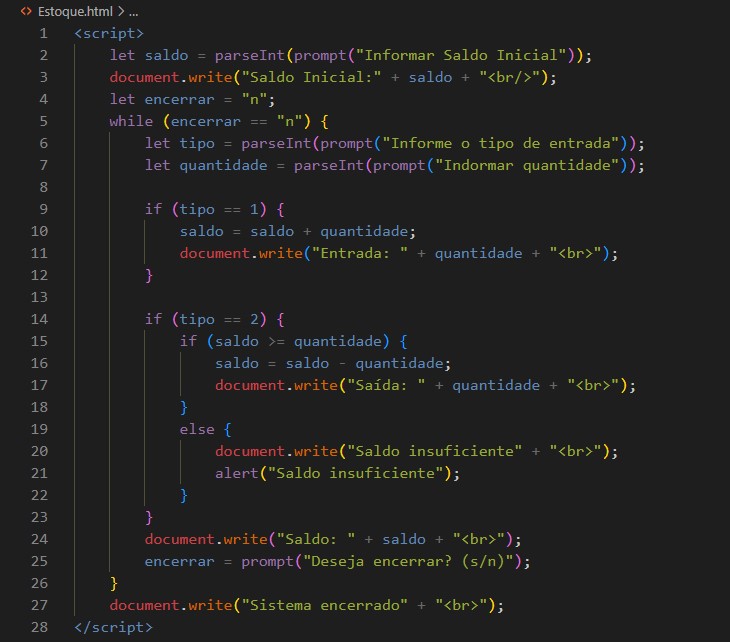 <> Estoque.html > ...
1 <script>
2 let saldo = parseInt(prompt("Informar Saldo Inicial"));
3 document.write("Saldo Inicial:" + saldo + "<br/>");
4 let encerrar = "n";
5 while (encerrar == "n") {
6 let tipo = parseInt(prompt("Informe o tipo de entrada"));
7 let quantidade = parseInt(prompt("Indormar quantidade"));
8
9 if (tipo == 1) {
10 saldo = saldo + quantidade;
11 document.write("Entrada: " + quantidade + "<br>");
12 }
13
14 if (tipo == 2) {
15 if (saldo >= quantidade) {
16 saldo = saldo - quantidade;
17 document.write("Saída: " + quantidade + "<br>");
18 }
19 else {
20 document.write("Saldo insuficiente" + "<br>");
21 alert("Saldo insuficiente");
22 }
23 }
24 document.write("Saldo: " + saldo + "<br>");
25 encerrar = prompt("Deseja encerrar? (s/n)");
26 }
27 document.write("Sistema encerrado" + "<br>");
28 </script>